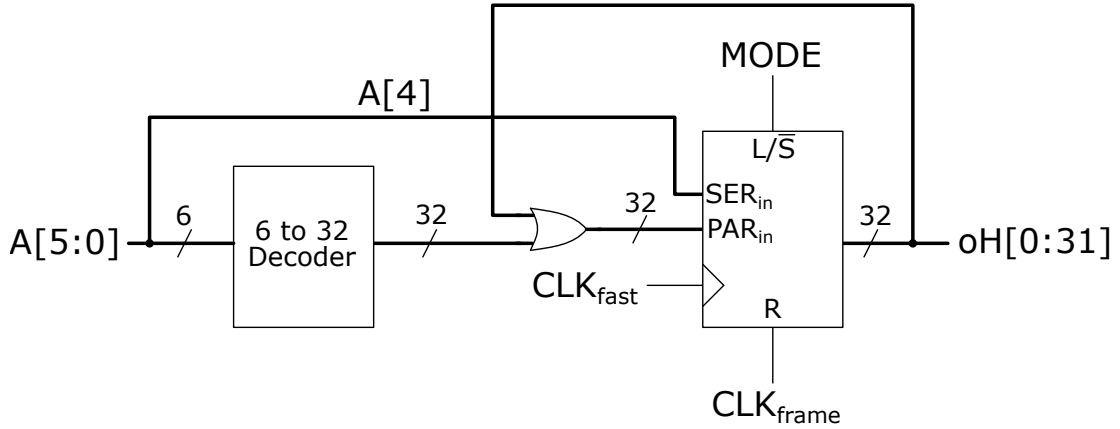 MODE
A[4]
L/S̅
SERin
6
32
32
PARin
32
A[5:0]
6 to 32
Decoder
oH[0:31]
CLKfast
R
CLKframe